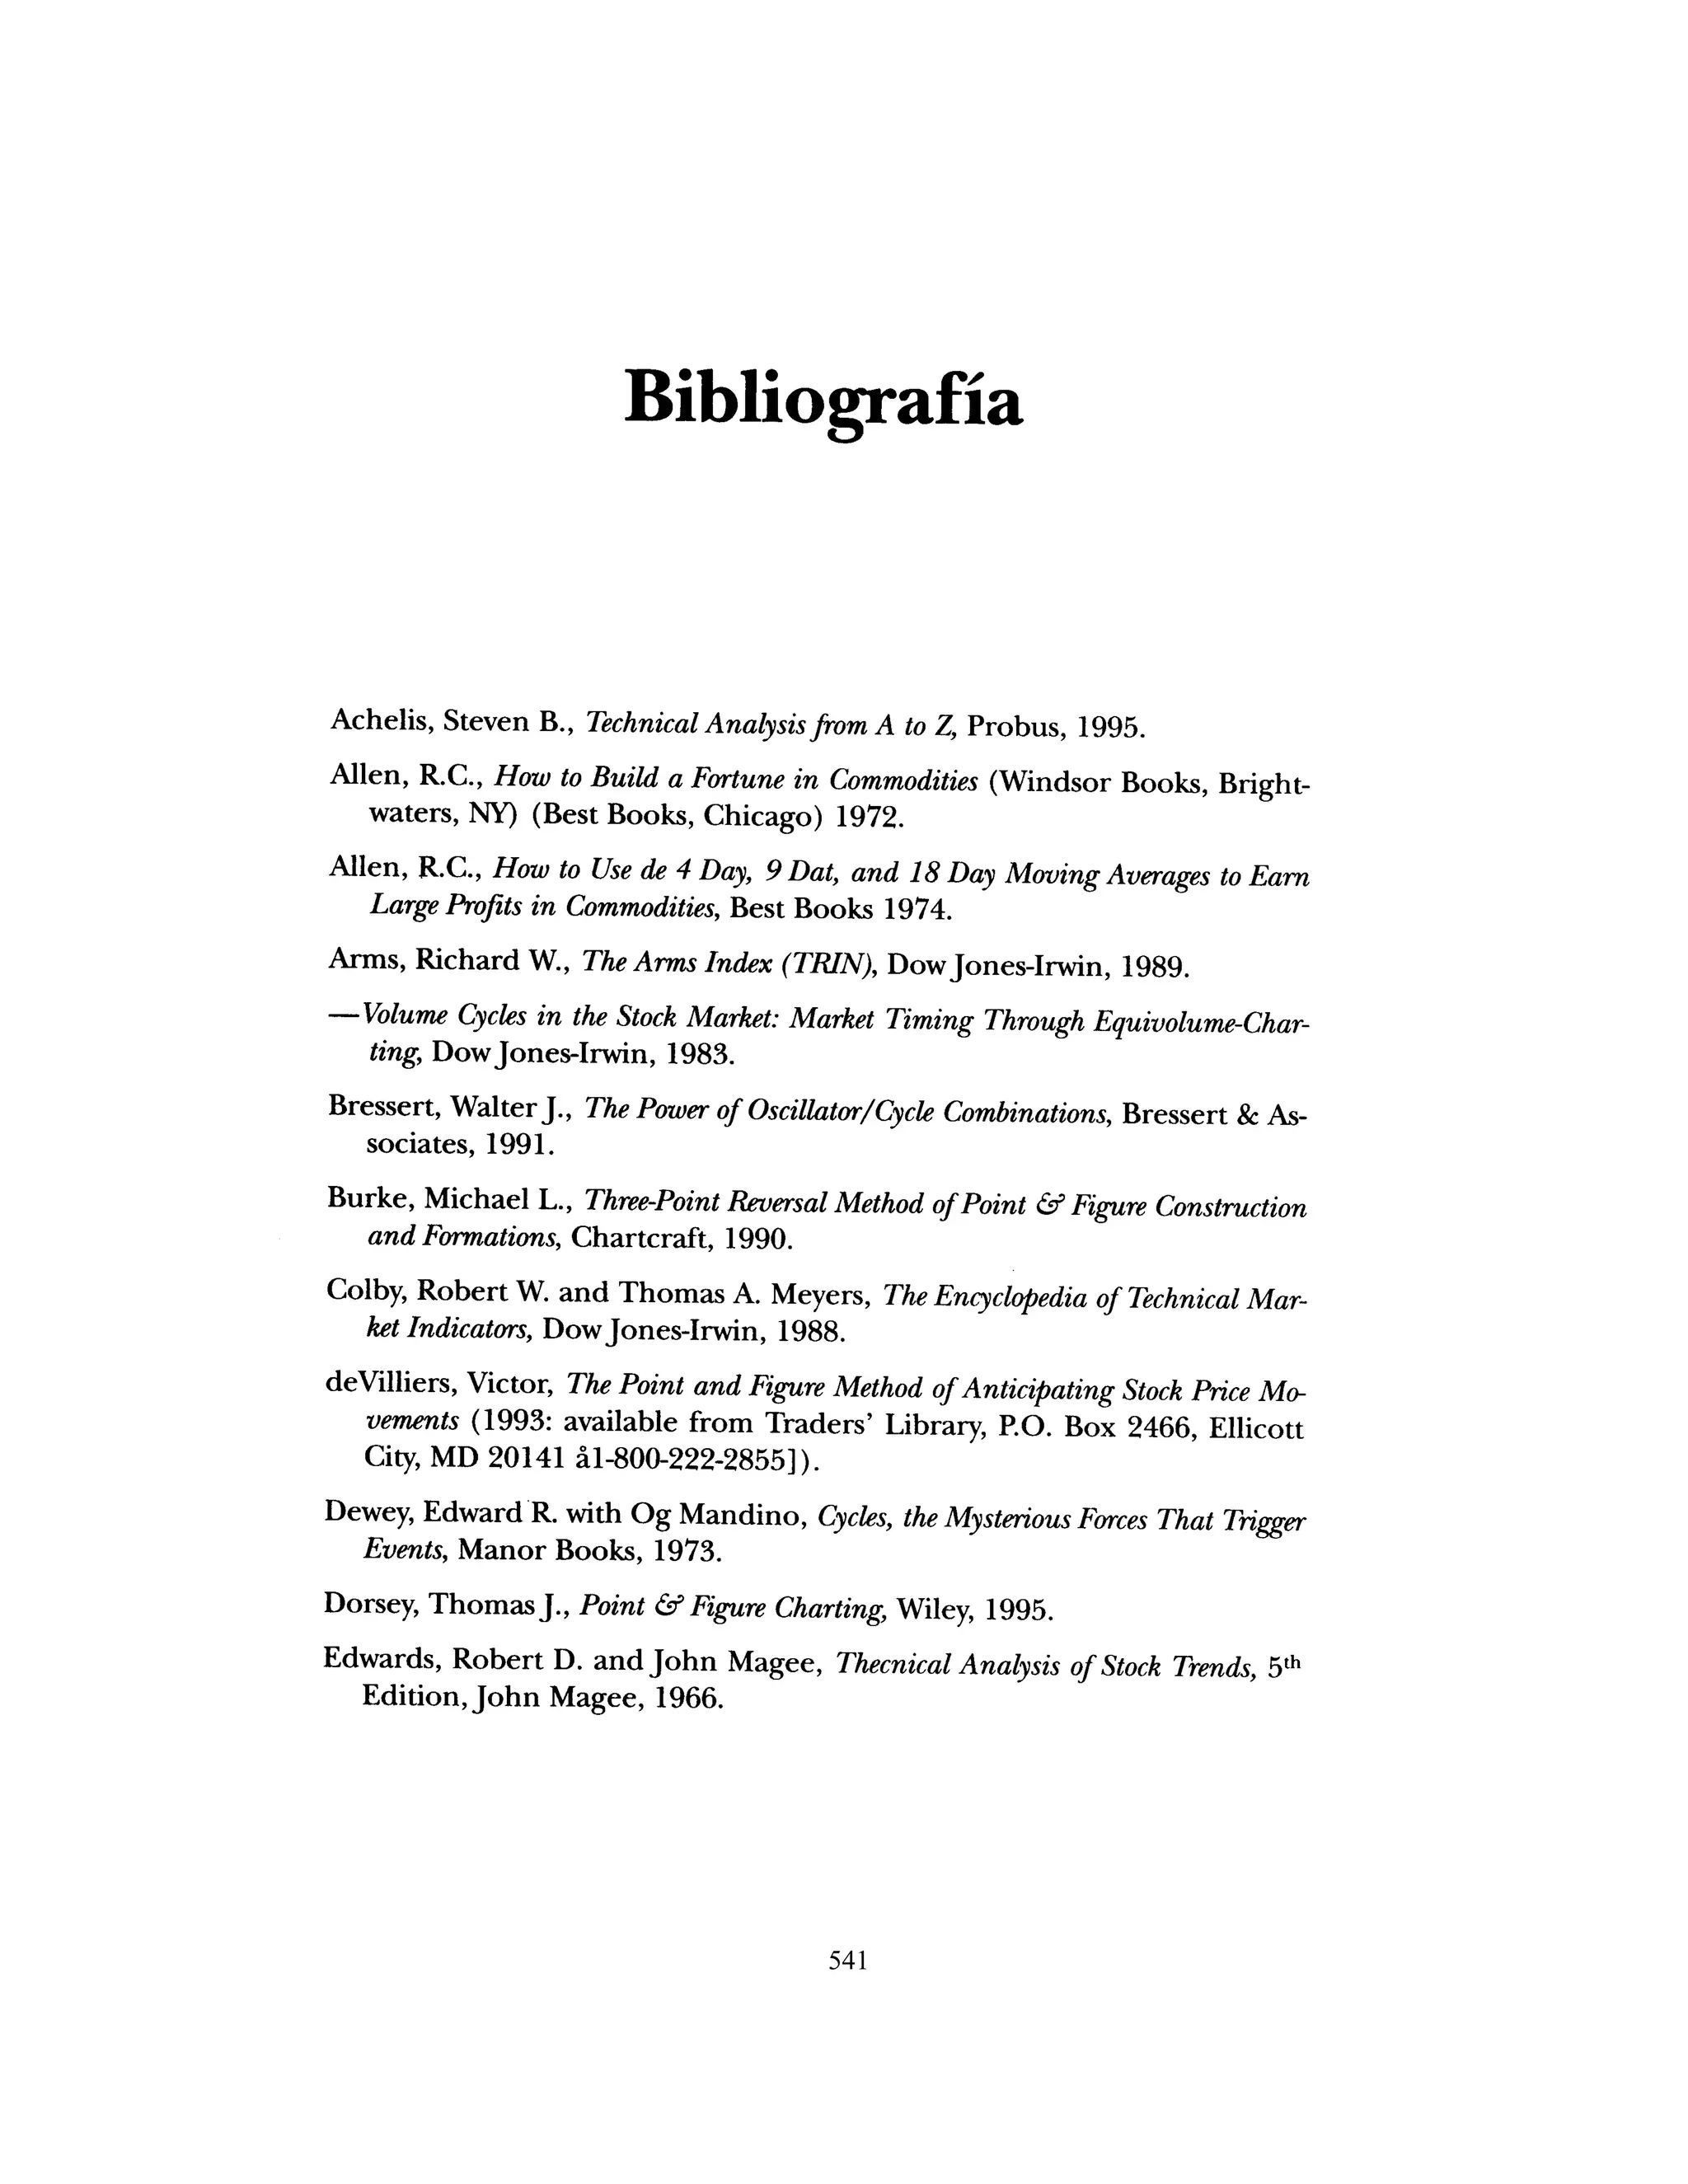 Bibliografía
Achelis, Steven B., Technical Analysis from A to Z, Probus, 1995.
Allen, R.C., How to Build a Fortune in Commodities (Windsor Books, Bright-
waters, NY) (Best Books, Chicago) 1972.
Allen, R.C., How to Use de 4 Day, 9 Dat, and 18 Day Moving Averages to Earn
Large Profits in Commodities, Best Books 1974.
Arms, Richard W., The Arms Index (TRIN), Dow Jones-Irwin, 1989.
—Volume Cycles in the Stock Market: Market Timing Through Equivolume-Char-
ting, Dow Jones-Irwin, 1983.
Bressert, Walter J., The Power of Oscillator/Cycle Combinations, Bressert & As-
sociates, 1991.
Burke, Michael L., Three-Point Reversal Method of Point & Figure Construction
and Formations, Chartcraft, 1990.
Colby, Robert W. and Thomas A. Meyers, The Encyclopedia of Technical Mar-
ket Indicators, Dow Jones-Irwin, 1988.
deVilliers, Victor, The Point and Figure Method of Anticipating Stock Price Mo-
vements (1993: available from Traders’ Library, P.O. Box 2466, Ellicott
City, MD 20141 å1-800-222-2855]).
Dewey, Edward R. with Og Mandino, Cycles, the Mysterious Forces That Trigger
Events, Manor Books, 1973.
Dorsey, Thomas J., Point & Figure Charting, Wiley, 1995.
Edwards, Robert D. and John Magee, Thecnical Analysis of Stock Trends, 5th
Edition, John Magee, 1966.
541